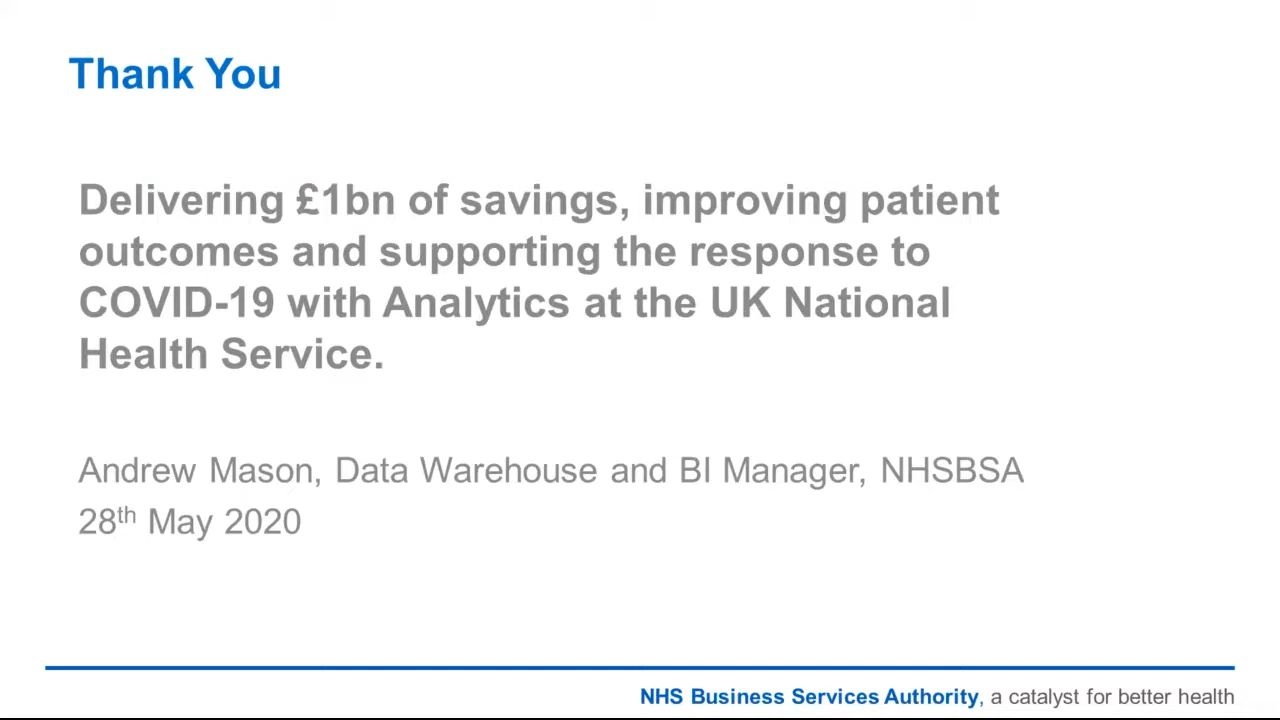 Thank You
Delivering £1bn of savings, improving patient
outcomes and supporting the response to
COVID-19 with Analytics at the UK National
Health Service.
Andrew Mason, Data Warehouse and BI Manager, NHSBSA
28th May 2020
NHS Business Services Authority, a catalyst for better health